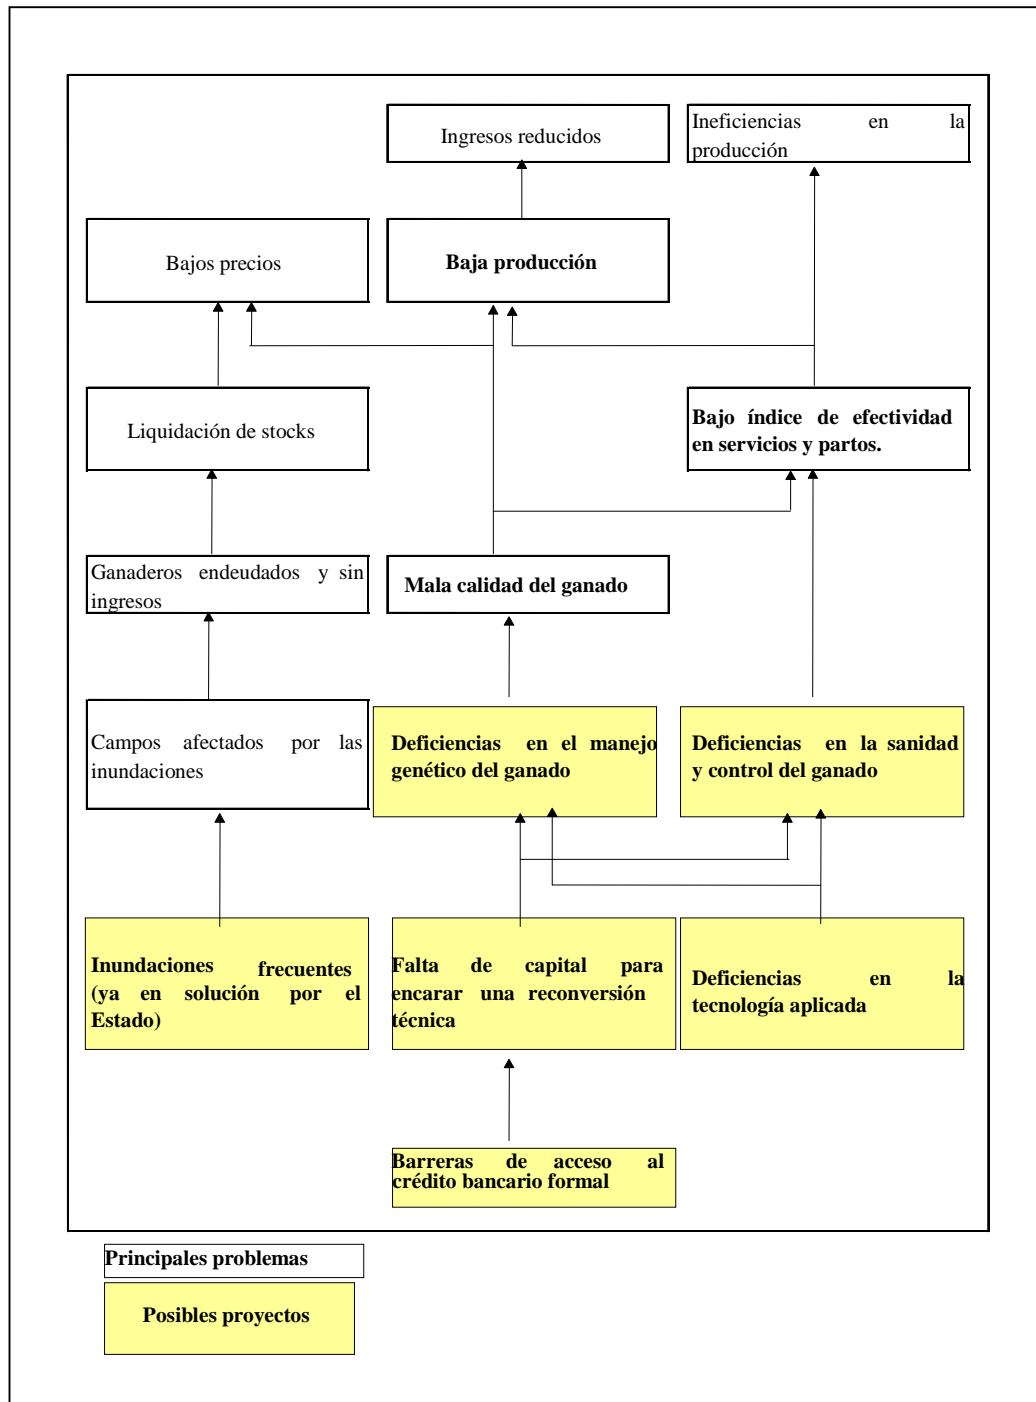 Ingresos reducidos
Ineficiencias en la
producción
Bajos precios
Baja producción
Liquidación de stocks
Bajo índice de efectividad
en servicios y partos.
Ganaderos endeudados y sin
ingresos
Mala calidad del ganado
Campos afectados por las
inundaciones
Deficiencias en el manejo
genético del ganado
Deficiencias en la sanidad
y control del ganado
Inundaciones frecuentes
(ya en solución por el
Estado)
Falta de capital para
encarar una reconversión
técnica
Deficiencias en la
tecnología aplicada
Barreras de acceso al
crédito bancario formal
Principales problemas
Posibles proyectos